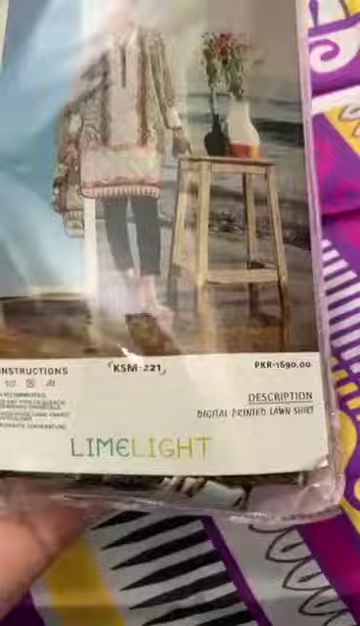 INSTRUCTIONS
KSM-221
PKR-1690.00
DESCRIPTION
DIGITAL PRINTED LAWN SHIRT
LIMELIGHT